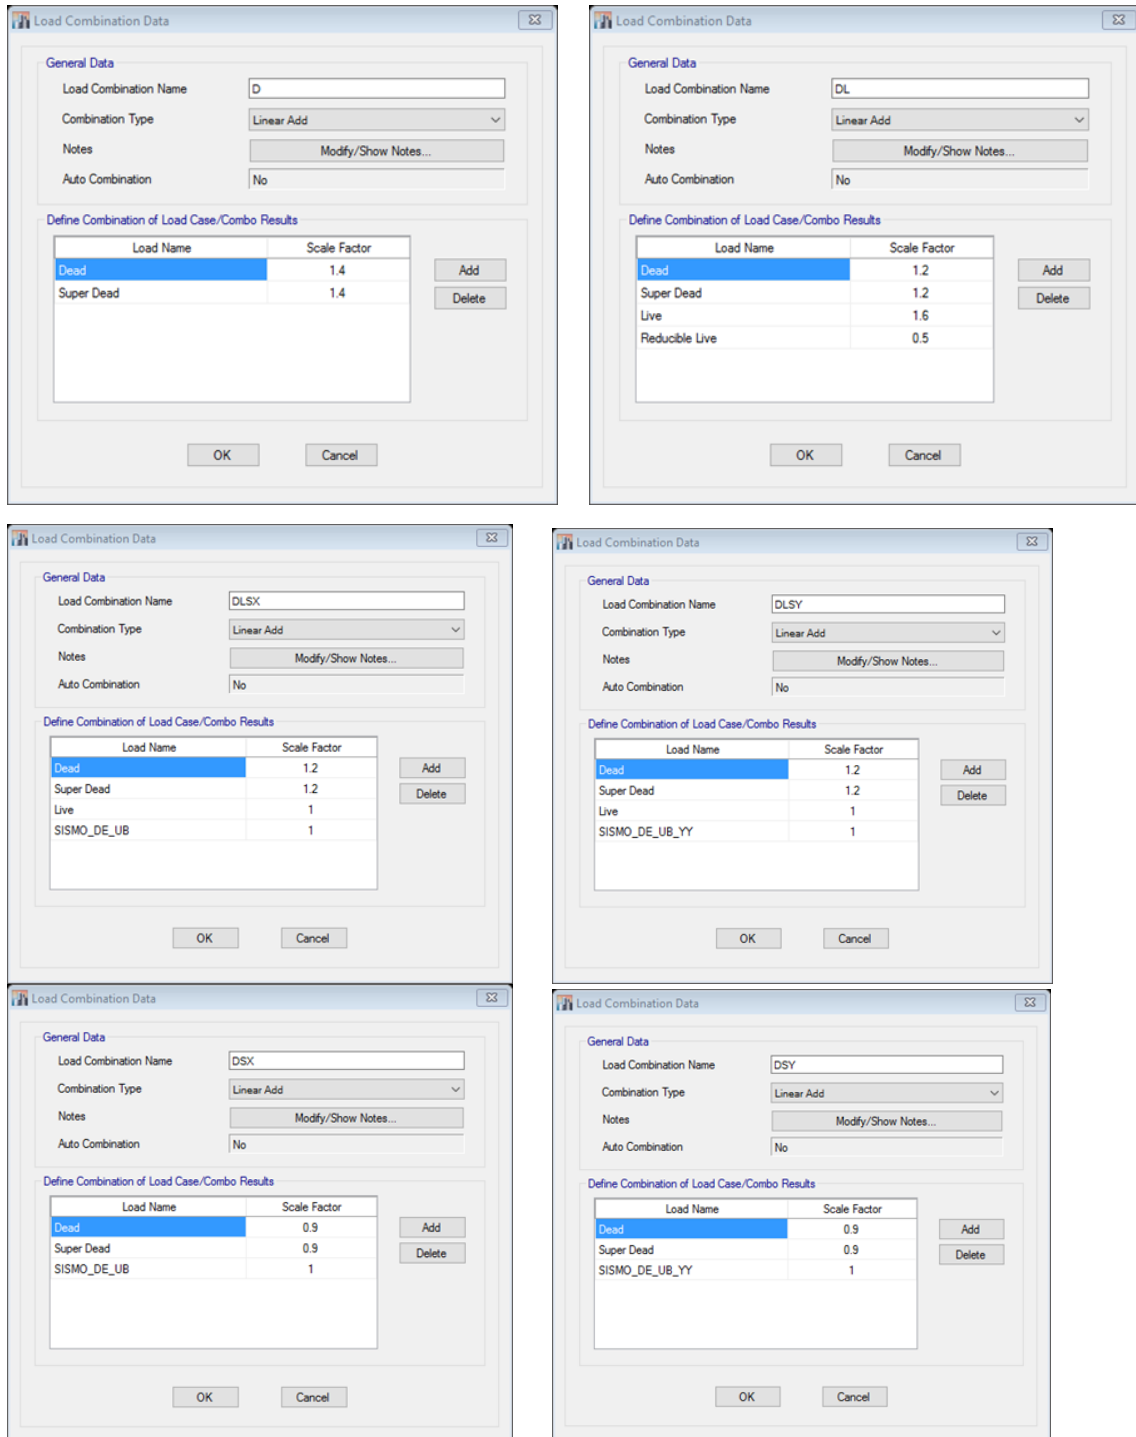 Load Combination Data
General Data
Load Combination Name D
Combination Type Linear Add
Notes Modify/Show Notes...
Auto Combination No
Define Combination of Load Case/Combo Results
Load Name Scale Factor
Dead 1.4 Add
Super Dead 1.4 Delete
OK Cancel
Load Combination Data
General Data
Load Combination Name DL
Combination Type Linear Add
Notes Modify/Show Notes...
Auto Combination No
Define Combination of Load Case/Combo Results
Load Name Scale Factor
Dead 1.2 Add
Super Dead 1.2 Delete
Live 1.6
Reducible Live 0.5
OK Cancel
Load Combination Data
General Data
Load Combination Name DLSX
Combination Type Linear Add
Notes Modify/Show Notes...
Auto Combination No
Define Combination of Load Case/Combo Results
Load Name Scale Factor
Dead 1.2 Add
Super Dead 1.2 Delete
Live 1
SISMO_DE_UB 1
OK Cancel
Load Combination Data
General Data
Load Combination Name DLSY
Combination Type Linear Add
Notes Modify/Show Notes...
Auto Combination No
Define Combination of Load Case/Combo Results
Load Name Scale Factor
Dead 1.2 Add
Super Dead 1.2 Delete
Live 1
SISMO_DE_UB_YY 1
OK Cancel
Load Combination Data
General Data
Load Combination Name DSX
Combination Type Linear Add
Notes Modify/Show Notes...
Auto Combination No
Define Combination of Load Case/Combo Results
Load Name Scale Factor
Dead 0.9 Add
Super Dead 0.9 Delete
SISMO_DE_UB 1
OK Cancel
Load Combination Data
General Data
Load Combination Name DSY
Combination Type Linear Add
Notes Modify/Show Notes...
Auto Combination No
Define Combination of Load Case/Combo Results
Load Name Scale Factor
Dead 0.9 Add
Super Dead 0.9 Delete
SISMO_DE_UB_YY 1
OK Cancel